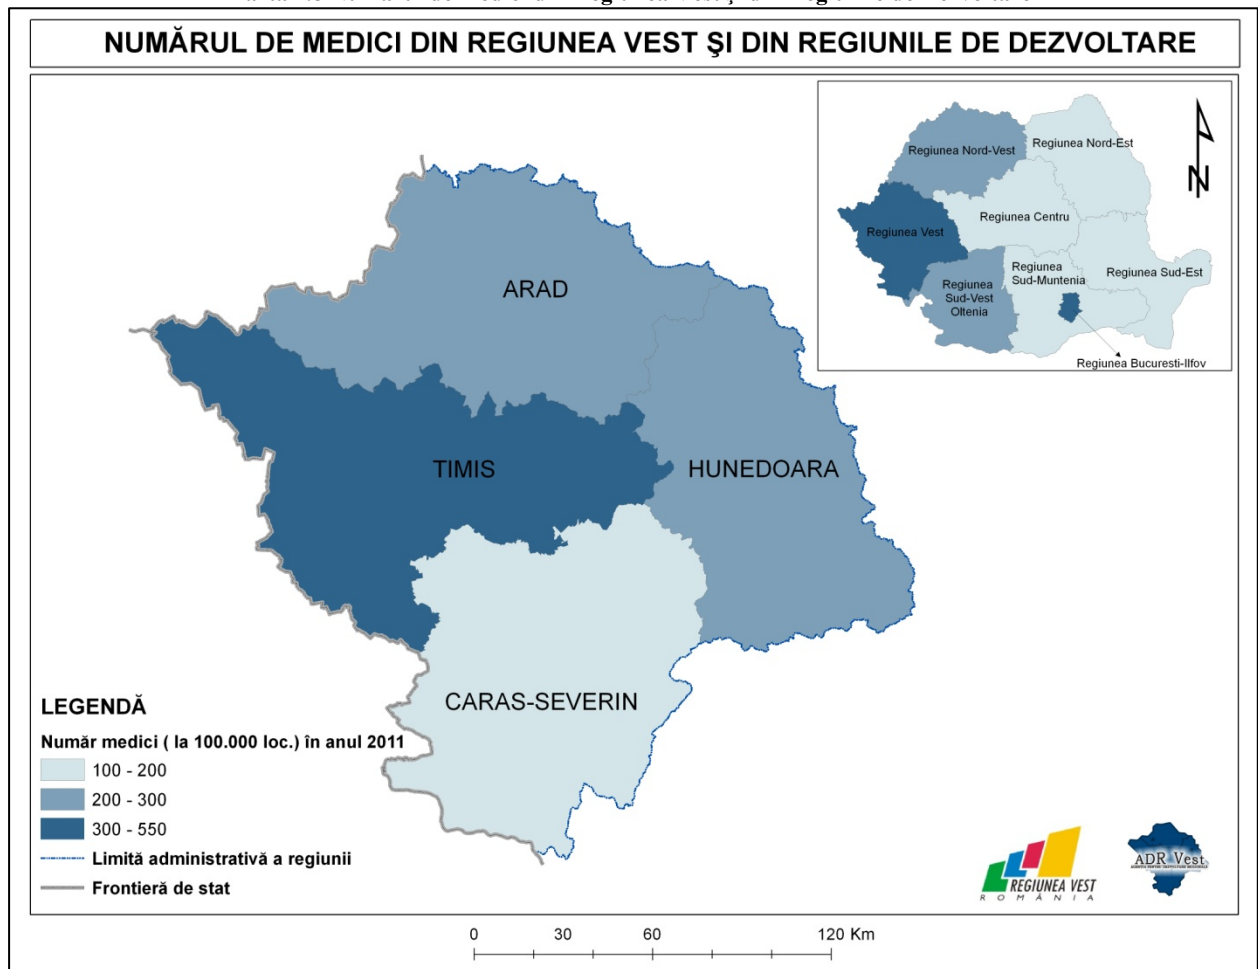 NUMĂRUL DE MEDICI DIN REGIUNEA VEST ŞI DIN REGIUNILE DE DEZVOLTARE
Regiunea Nord-Vest
Regiunea Nord-Est
N
Regiunea Centru
Regiunea Vest
Regiunea
Sud-Muntenia
Regiunea Sud-Est
Regiunea
Sud-Vest
Oltenia
Regiunea Bucuresti-Ilfov
ARAD
TIMIS
HUNEDOARA
CARAS-SEVERIN
LEGENDĂ
Număr medici ( la 100.000 loc.) în anul 2011
100 - 200
200 - 300
300 - 550
Limită administrativă a regiunii
Frontieră de stat
REGIUNEA VEST
ROMÂNIA
ADR Vest
0 30 60 120 Km